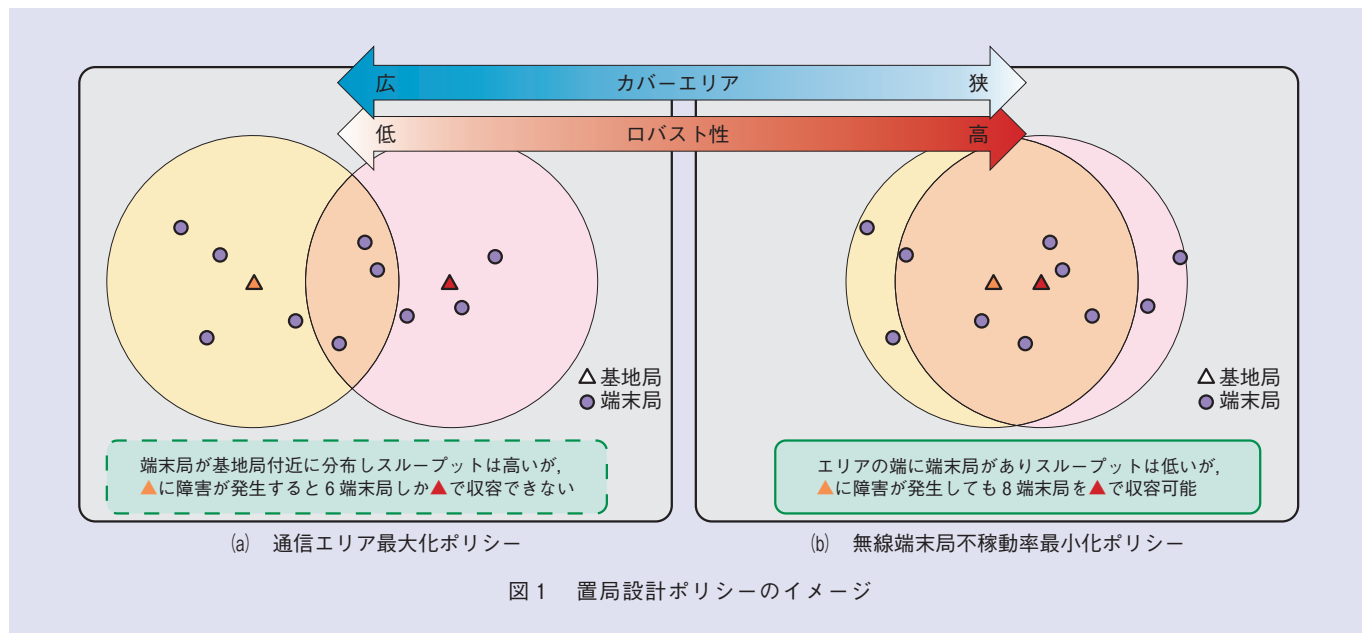 広 カバーエリア 狭
低 ロバスト性 高
△基地局
端末局
端末局が基地局付近に分布しスループットは高いが,
▲に障害が発生すると6端末局しか▲で収容できない
(a) 通信エリア最大化ポリシー
△基地局
端末局
エリアの端に端末局がありスループットは低いが,
▲に障害が発生しても8端末局を▲で収容可能
(b) 無線端末局不稼動率最小化ポリシー
図1 置局設計ポリシーのイメージ